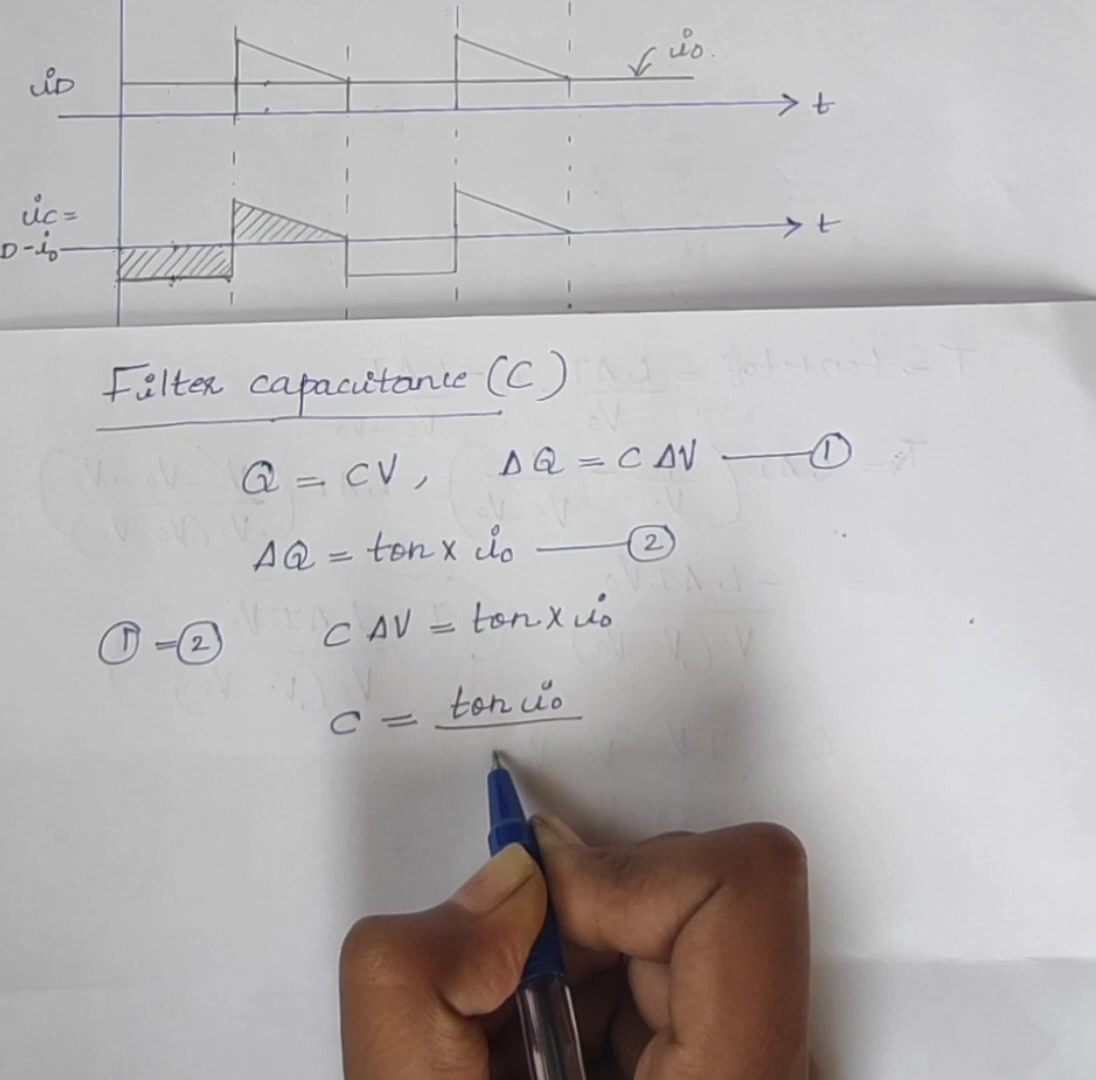 iD
io.
t
ic =
D-io
t
Filter capacitance (C)
Q = CV, ΔQ = C ΔV —— ①
ΔQ = ton x io —— ②
① = ② C ΔV = ton x io
C = ton io